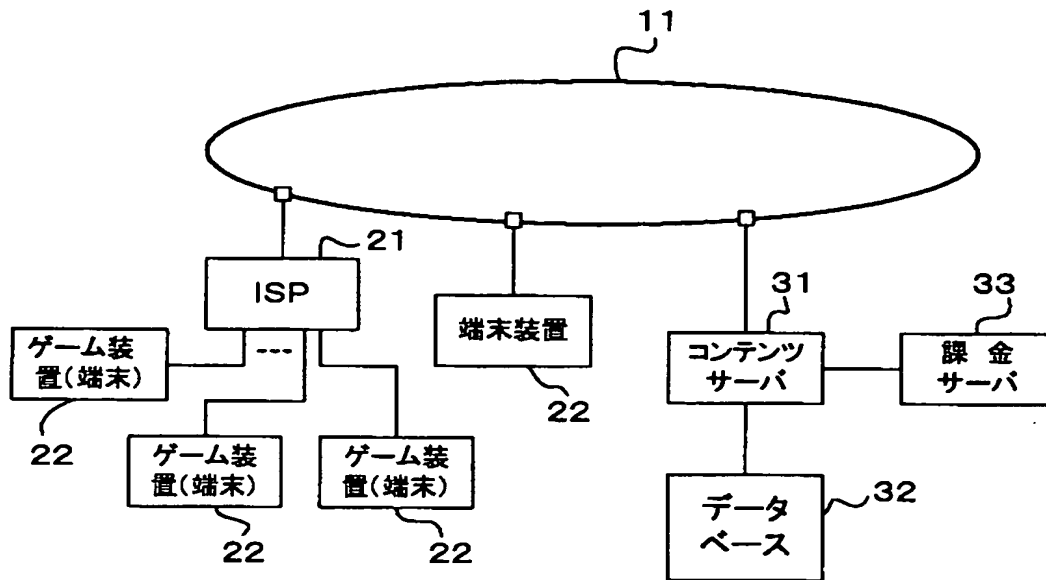 11
21
ISP
31
33
端末装置
22
コンテンツ
サーバ
課 金
サーバ
ゲーム装
置(端末)
22
ゲーム装
置(端末)
22
ゲーム装
置(端末)
22
データ
ベース
32